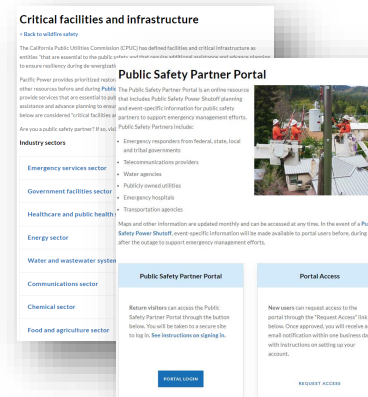 Critical facilities and infrastructure
< Back to wildfire safety
The California Public Utilities Commission (CPUC) has defined facilities and critical infrastructure as
entities "that are essential to the public safety and that require additional assistance and advance planning
to ensure resiliency during de-energizati
Pacific Power provides prioritized restor
other resources before and during Public
provide services that are essential to pub
assistance and advance planning to ensur
below are considered "critical facilities a
Are you a public safety partner? If so, visi
Industry sectors
Emergency services sector
Government facilities sector
Healthcare and public health s
Energy sector
Water and wastewater system
Communications sector
Chemical sector
Food and agriculture sector
Public Safety Partner Portal
The Public Safety Partner Portal is an online resource
that includes Public Safety Power Shutoff planning
and event-specific information for public safety
partners to support emergency management efforts.
Public Safety Partners include:
• Emergency responders from federal, state, local
and tribal governments
• Telecommunications providers
• Water agencies
• Publicly owned utilities
• Emergency hospitals
• Transportation agencies
Maps and other information are updated monthly and can be accessed at any time. In the event of a Pu
Safety Power Shutoff, event-specific information will be made available to portal users before, during
after the outage to support emergency management efforts.
Public Safety Partner Portal
Return visitors can access the Public
Safety Partner Portal through the button
below. You will be taken to a secure site
to log in. See instructions on signing in.
PORTAL LOGIN
Portal Access
New users can request access to the
portal through the "Request Access" link
below. Once approved, you will receive a
email notification within one business da
with instructions on setting up your
account.
REQUEST ACCESS